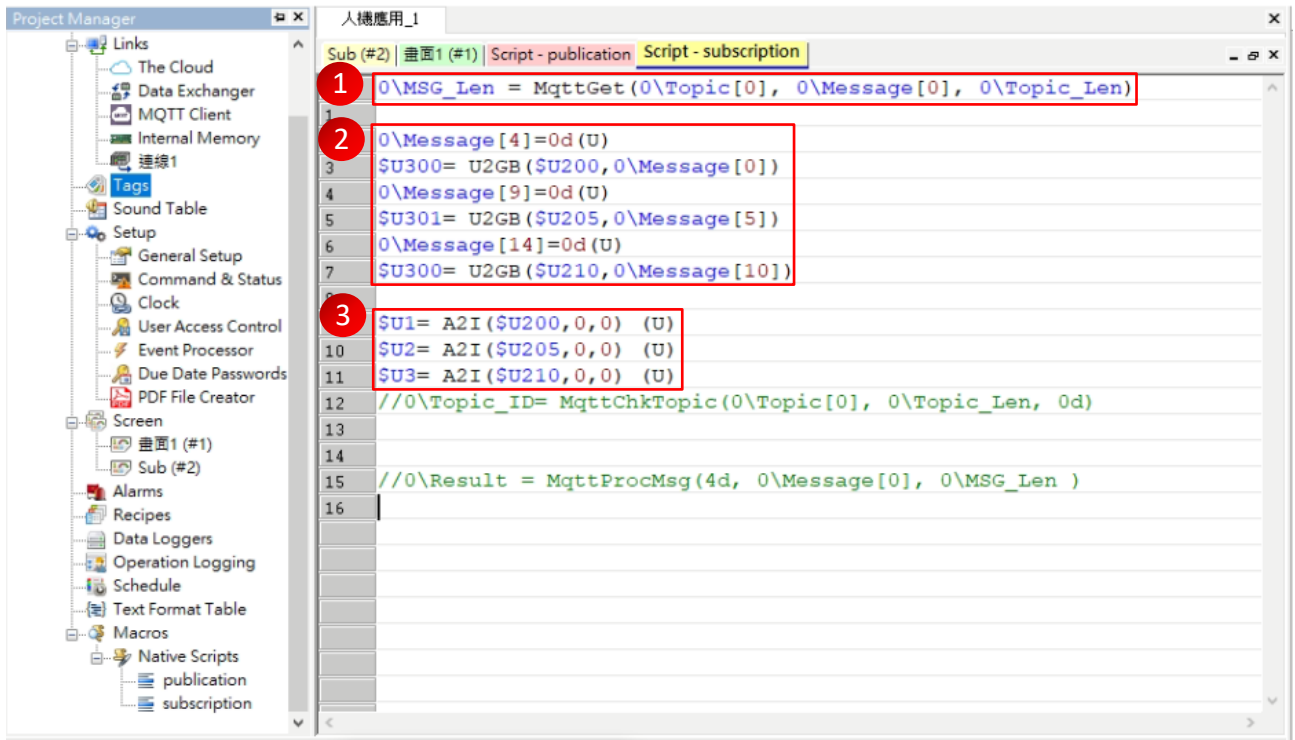 Project Manager
Links
The Cloud
Data Exchanger
MQTT Client
Internal Memory
連線1
Tags
Sound Table
Setup
General Setup
Command & Status
Clock
User Access Control
Event Processor
Due Date Passwords
PDF File Creator
Screen
畫面1 (#1)
Sub (#2)
Alarms
Recipes
Data Loggers
Operation Logging
Schedule
Text Format Table
Macros
Native Scripts
publication
subscription
人機應用_1
Sub (#2) 畫面1 (#1) Script - publication Script - subscription
1 0\MSG_Len = MqttGet(0\Topic[0], 0\Message[0], 0\Topic_Len)
1
2 0\Message[4]=0d(U)
3 $U300= U2GB($U200,0\Message[0])
4 0\Message[9]=0d(U)
5 $U301= U2GB($U205,0\Message[5])
6 0\Message[14]=0d(U)
7 $U300= U2GB($U210,0\Message[10])
3 $U1= A2I($U200,0,0) (U)
10 $U2= A2I($U205,0,0) (U)
11 $U3= A2I($U210,0,0) (U)
12 //0\Topic_ID= MqttChkTopic(0\Topic[0], 0\Topic_Len, 0d)
13
14
15 //0\Result = MqttProcMsg(4d, 0\Message[0], 0\MSG_Len )
16